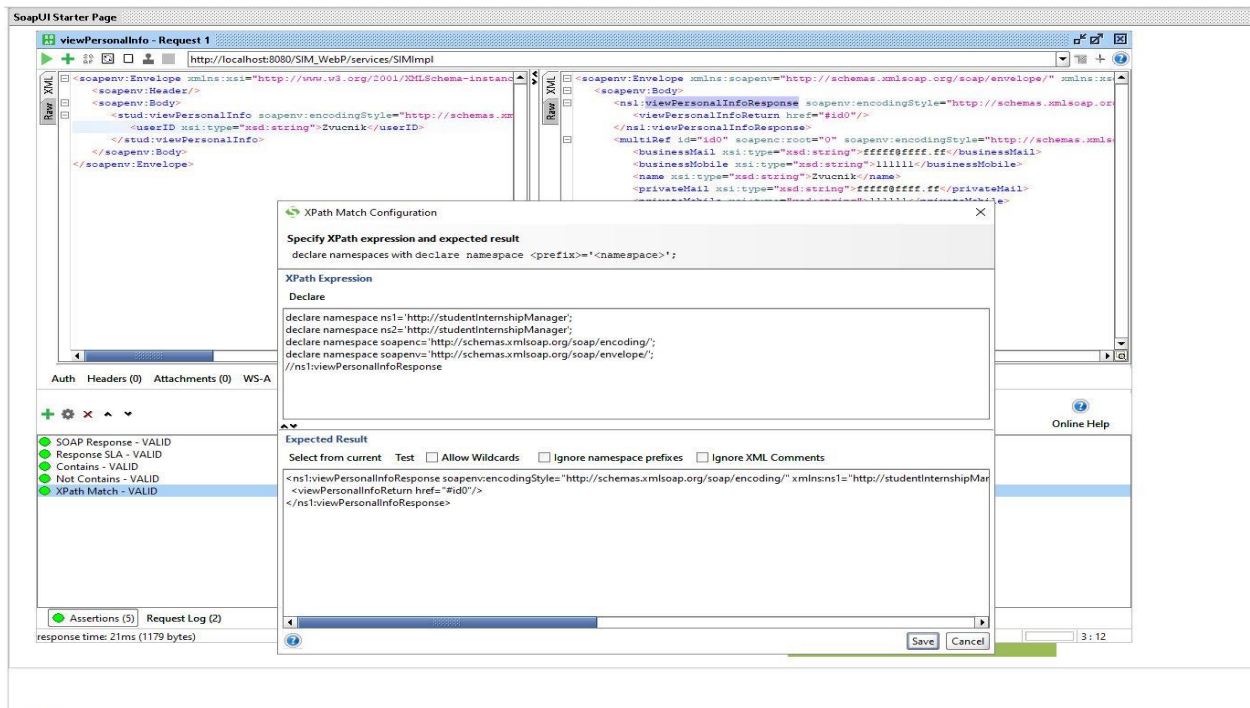 SoapUI Starter Page
viewPersonalInfo - Request 1
http://localhost:8080/SIM_WebP/services/SIMImpl
XML
Raw
<soapenv:Envelope xmlns:xsi="http://www.w3.org/2001/XMLSchema-instanc
<soapenv:Header/>
<soapenv:Body>
<stud:viewPersonalInfo soapenv:encodingStyle="http://schemas.xm
<userID xsi:type="xsd:string">Zvucnik</userID>
</stud:viewPersonalInfo>
</soapenv:Body>
</soapenv:Envelope>
XML
Raw
<soapenv:Envelope xmlns:soapenv="http://schemas.xmlsoap.org/soap/envelope/" xmlns:xs
<soapenv:Body>
<ns1:viewPersonalInfoResponse soapenv:encodingStyle="http://schemas.xmlsoap.or
<viewPersonalInfoReturn href="#id0"/>
</ns1:viewPersonalInfoResponse>
<multiRef id="id0" soapenc:root="0" soapenv:encodingStyle="http://schemas.xmls
<businessMail xsi:type="xsd:string">fffff@ffff.ff</businessMail>
<businessMobile xsi:type="xsd:string">111111</businessMobile>
<name xsi:type="xsd:string">Zvucnik</name>
<privateMail xsi:type="xsd:string">fffff@ffff.ff</privateMail>
XPath Match Configuration
Specify XPath expression and expected result
declare namespaces with declare namespace <prefix>='<namespace>';
XPath Expression
Declare
declare namespace ns1='http://studentInternshipManager';
declare namespace ns2='http://studentInternshipManager';
declare namespace soapenc='http://schemas.xmlsoap.org/soap/encoding/';
declare namespace soapenv='http://schemas.xmlsoap.org/soap/envelope/';
//ns1:viewPersonalInfoResponse
Auth Headers (0) Attachments (0) WS-A
Online Help
SOAP Response - VALID
Response SLA - VALID
Contains - VALID
Not Contains - VALID
XPath Match - VALID
Expected Result
Select from current Test Allow Wildcards Ignore namespace prefixes Ignore XML Comments
<ns1:viewPersonalInfoResponse soapenv:encodingStyle="http://schemas.xmlsoap.org/soap/encoding/" xmlns:ns1="http://studentInternshipMar
<viewPersonalInfoReturn href="#id0"/>
</ns1:viewPersonalInfoResponse>
Assertions (5) Request Log (2)
Save Cancel
response time: 21ms (1179 bytes)
3 : 12